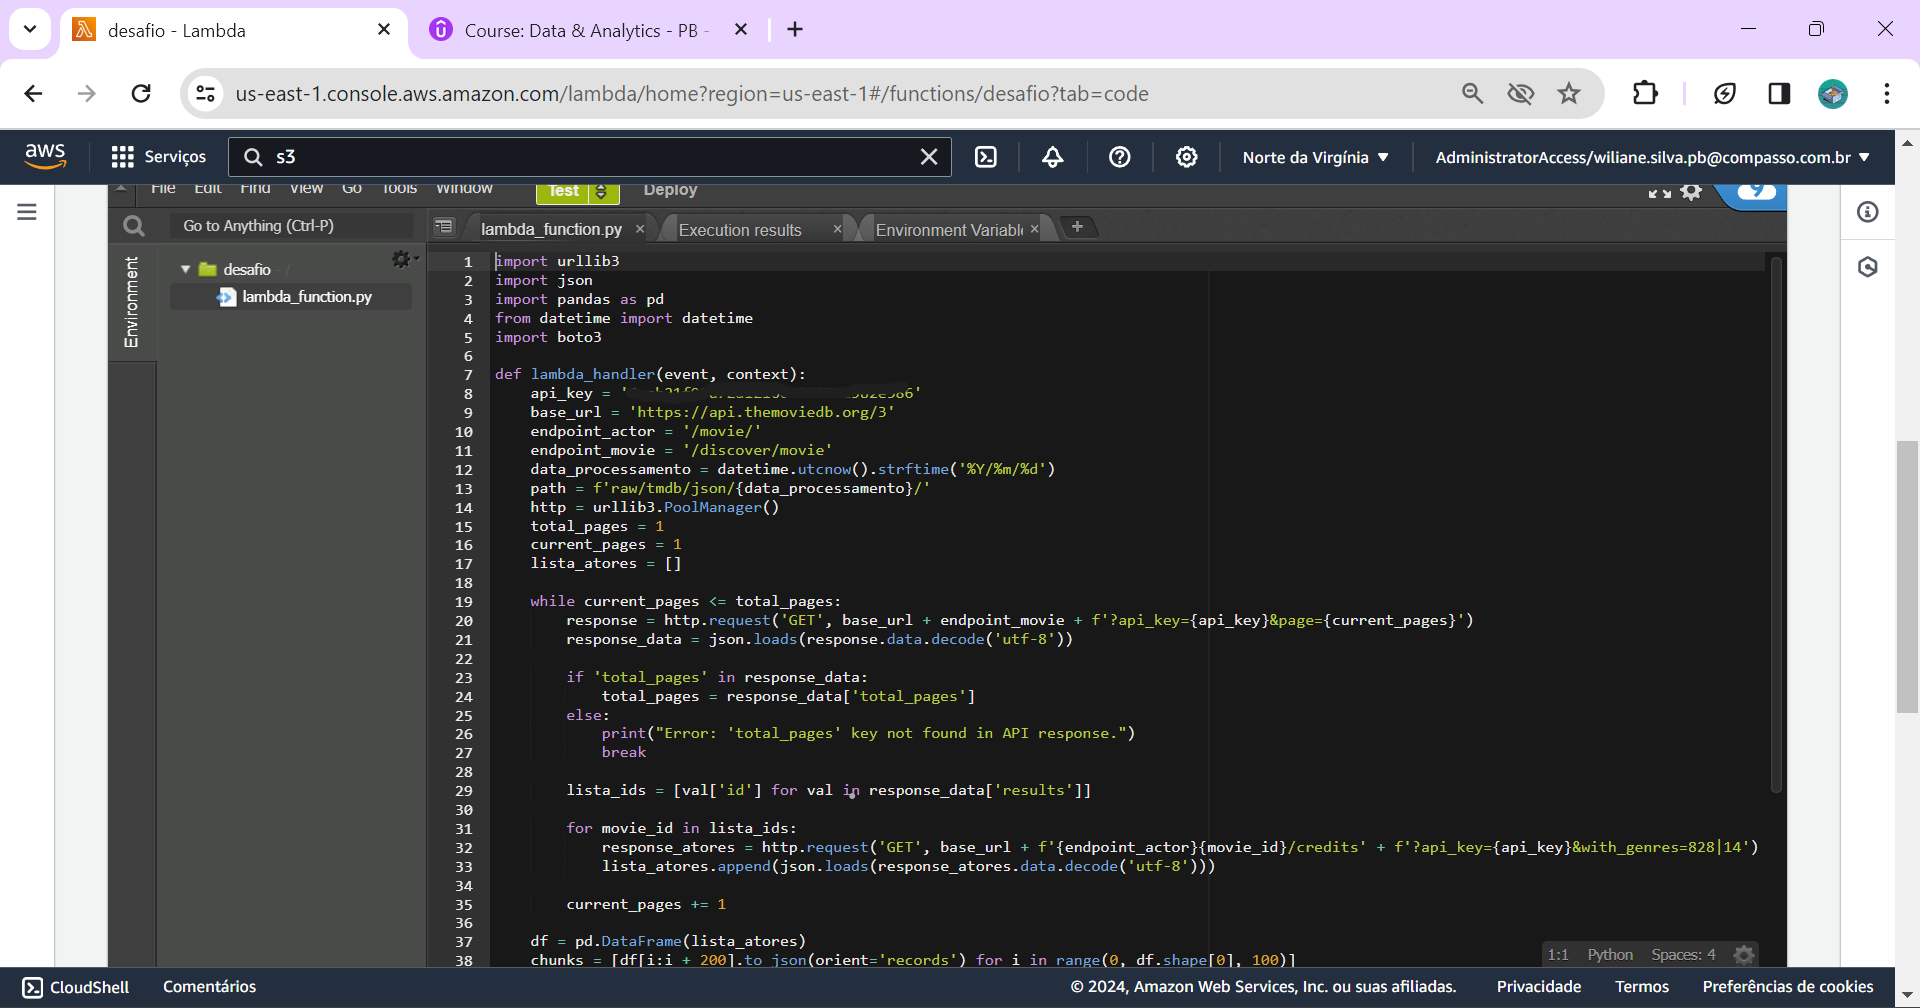 desafio - Lambda
Course: Data & Analytics - PB -
us-east-1.console.aws.amazon.com/lambda/home?region=us-east-1#/functions/desafio?tab=code
aws
Serviços
s3
Norte da Virgínia
AdministratorAccess/wiliane.silva.pb@compasso.com.br
File Edit Find View Go Tools Window
Test
Deploy
9
Go to Anything (Ctrl-P)
lambda_function.py
Execution results
Environment Variabl
Environment
desafio /
lambda_function.py
1 import urllib3
2 import json
3 import pandas as pd
4 from datetime import datetime
5 import boto3
6
7 def lambda_handler(event, context):
8 api_key = '
9 base_url = 'https://api.themoviedb.org/3'
10 endpoint_actor = '/movie/'
11 endpoint_movie = '/discover/movie'
12 data_processamento = datetime.utcnow().strftime('%Y/%m/%d')
13 path = f'raw/tmdb/json/{data_processamento}/'
14 http = urllib3.PoolManager()
15 total_pages = 1
16 current_pages = 1
17 lista_atores = []
18
19 while current_pages <= total_pages:
20 response = http.request('GET', base_url + endpoint_movie + f'?api_key={api_key}&page={current_pages}')
21 response_data = json.loads(response.data.decode('utf-8'))
22
23 if 'total_pages' in response_data:
24 total_pages = response_data['total_pages']
25 else:
26 print("Error: 'total_pages' key not found in API response.")
27 break
28
29 lista_ids = [val['id'] for val in response_data['results']]
30
31 for movie_id in lista_ids:
32 response_atores = http.request('GET', base_url + f'{endpoint_actor}{movie_id}/credits' + f'?api_key={api_key}&with_genres=828|14')
33 lista_atores.append(json.loads(response_atores.data.decode('utf-8')))
34
35 current_pages += 1
36
37 df = pd.DataFrame(lista_atores)
38 chunks = [df[i:i + 200].to_json(orient='records') for i in range(0, df.shape[0], 100)]
1:1 Python Spaces: 4
CloudShell
Comentários
© 2024, Amazon Web Services, Inc. ou suas afiliadas.
Privacidade
Termos
Preferências de cookies